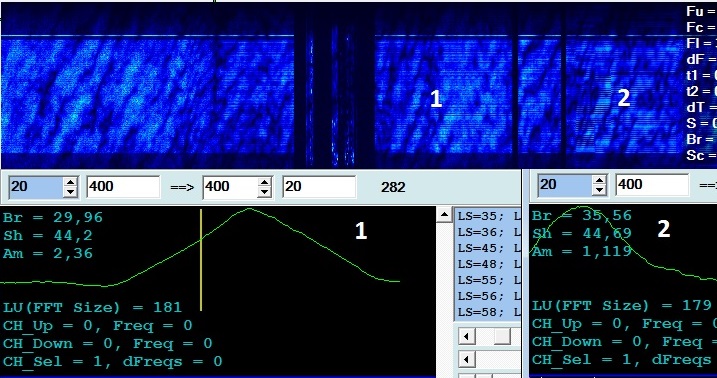 Fu =
Fc =
Fl =
dF =
t1 =
t2 =
dT =
S =
Br =
Sc =
1
2
20 400 ==> 400 20 282
20 400 ==
Br = 29,96
Sh = 44,2
Am = 2,36
1
LU(FFT Size) = 181
CH_Up = 0, Freq = 0
CH_Down = 0, Freq = 0
CH_Sel = 1, dFreqs = 0
LS=35; L
LS=36; L
LS=45; L
LS=48; L
LS=55; L
LS=56; L
LS=58; L
Br = 35,56
Sh = 44,69
Am = 1,119
2
LU(FFT Size) = 179
CH_Up = 0, Freq =
CH_Down = 0, Freq =
CH_Sel = 1, dFreqs